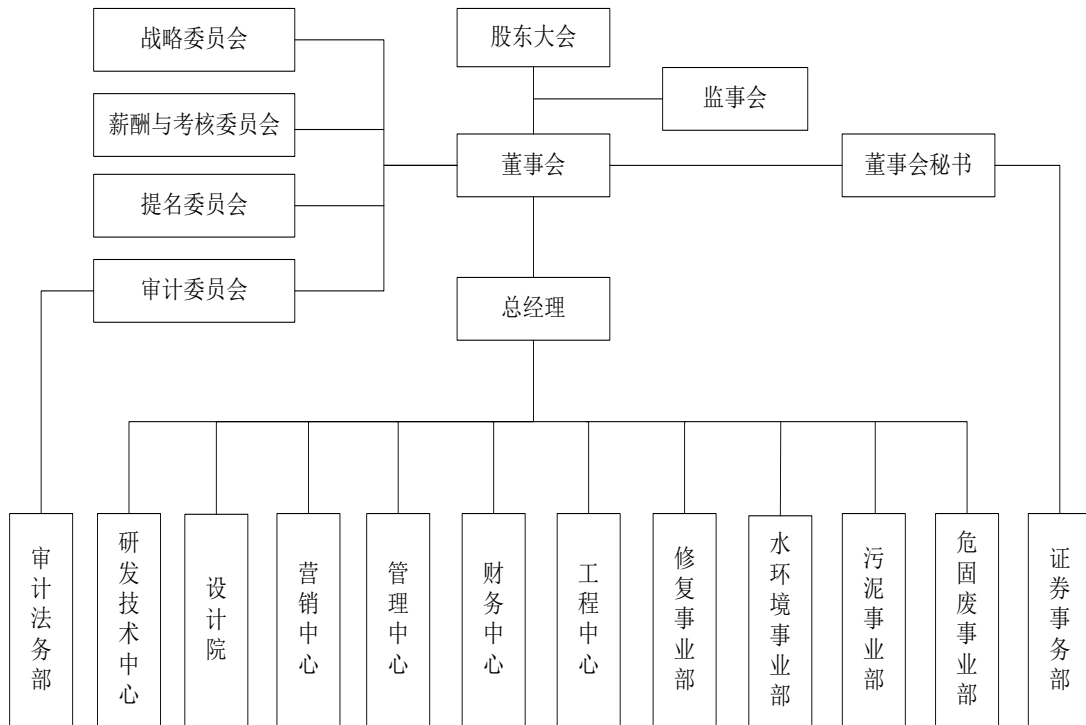 战略委员会
股东大会
监事会
薪酬与考核委员会
董事会
董事会秘书
提名委员会
审计委员会
总经理
审计法务部
研发技术中心
设计院
营销中心
管理中心
财务中心
工程中心
修复事业部
水环境事业部
污泥事业部
危固废事业部
证券事务部